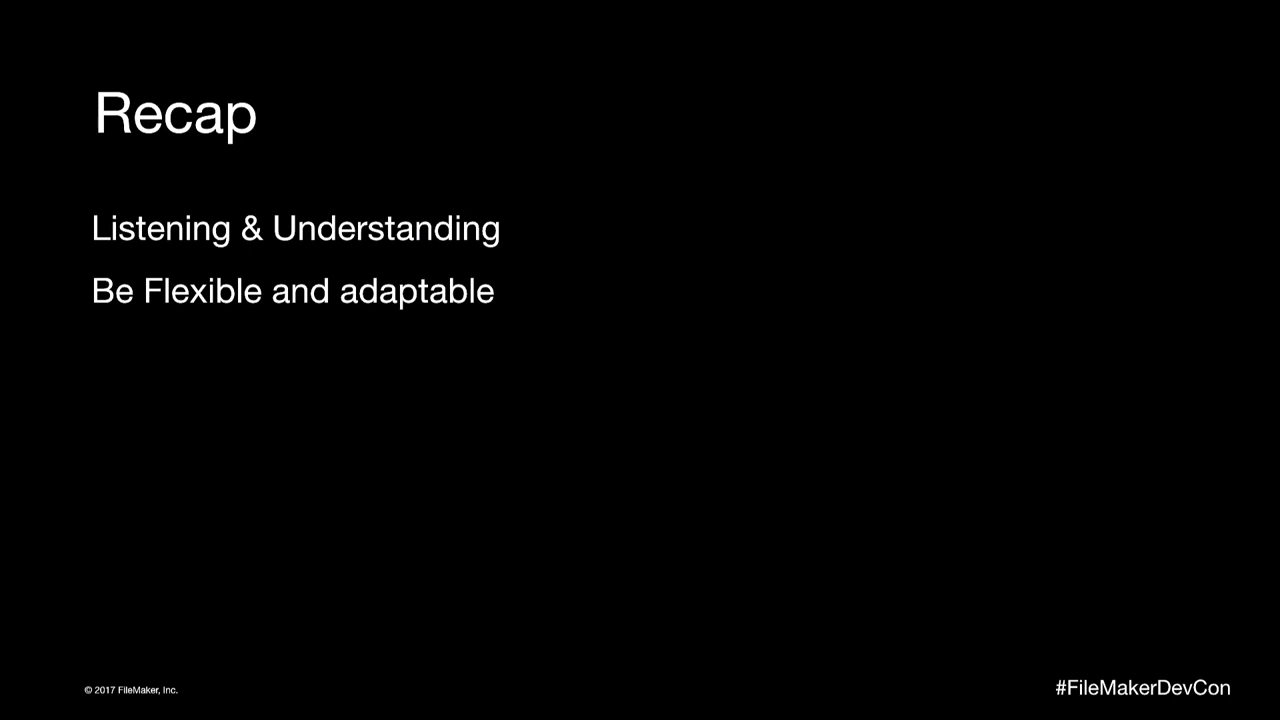 Recap
Listening & Understanding
Be Flexible and adaptable
© 2017 FileMaker, Inc.
#FileMakerDevCon